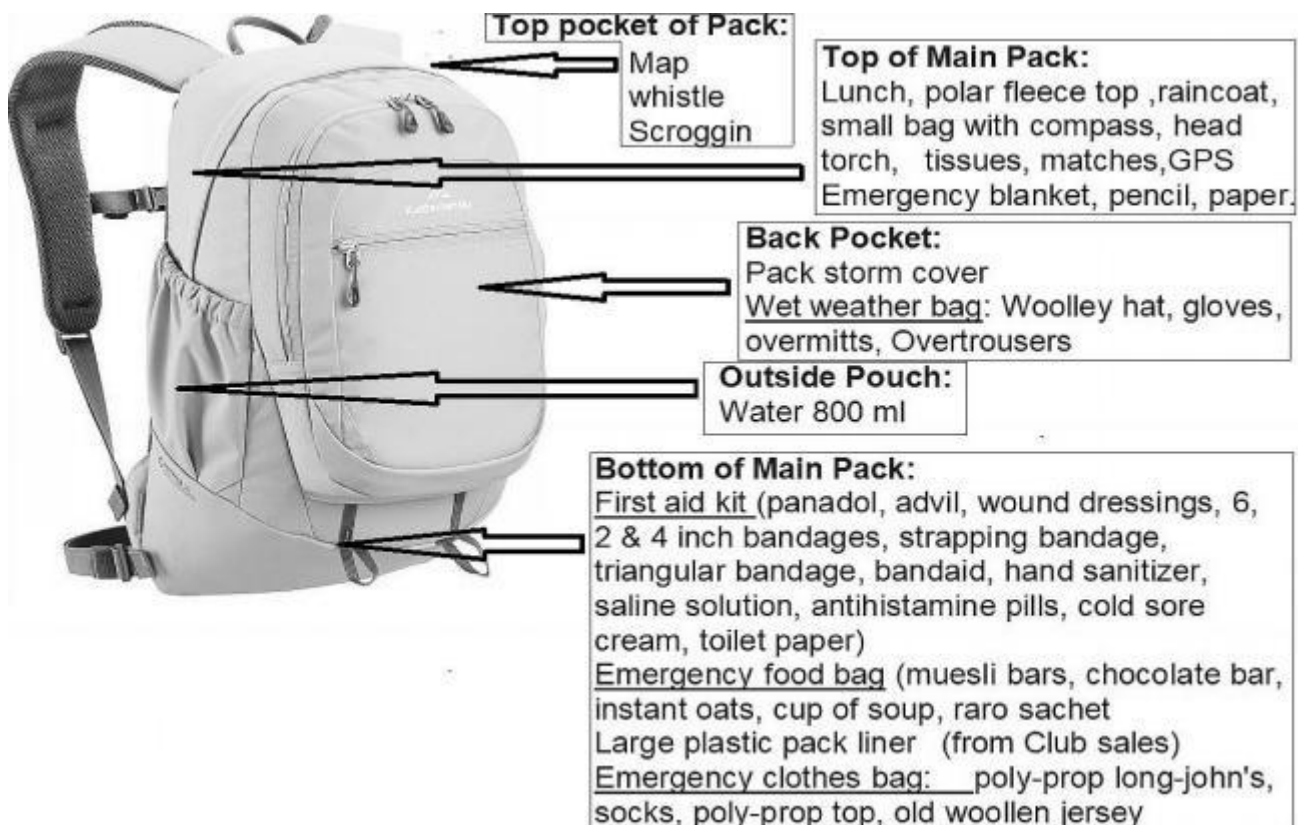 Top pocket of Pack:
Map
whistle
Scroggin
Top of Main Pack:
Lunch, polar fleece top ,raincoat,
small bag with compass, head
torch, tissues, matches,GPS
Emergency blanket, pencil, paper.
Back Pocket:
Pack storm cover
Wet weather bag: Woolley hat, gloves,
overmitts, Overtrousers
Outside Pouch:
Water 800 ml
Bottom of Main Pack:
First aid kit (panadol, advil, wound dressings, 6,
2 & 4 inch bandages, strapping bandage,
triangular bandage, bandaid, hand sanitizer,
saline solution, antihistamine pills, cold sore
cream, toilet paper)
Emergency food bag (muesli bars, chocolate bar,
instant oats, cup of soup, raro sachet
Large plastic pack liner (from Club sales)
Emergency clothes bag: poly-prop long-john's,
socks, poly-prop top, old woollen jersey